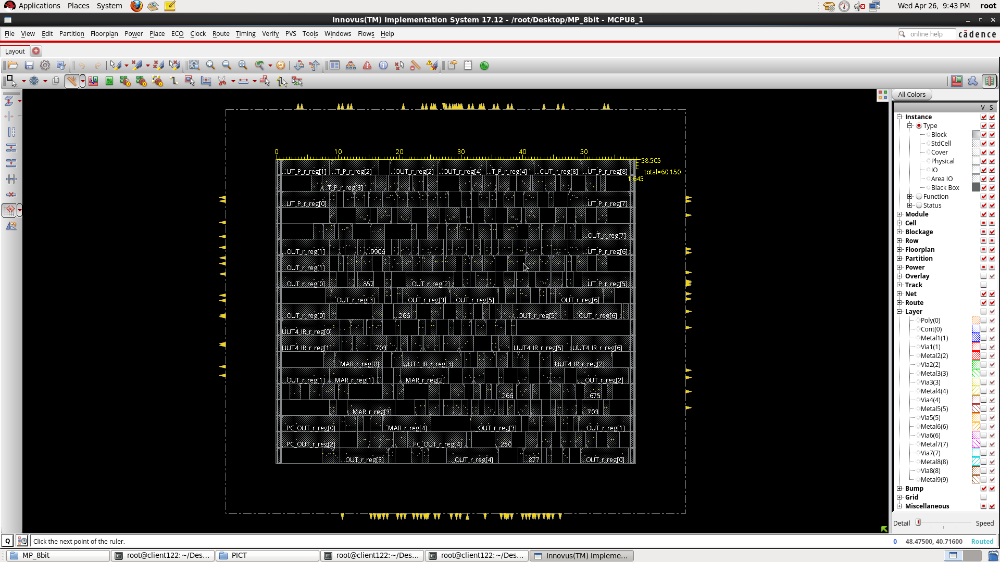 Applications Places System Wed Apr 26, 9:43 PM root
Innovus(TM) Implementation System 17.12 - /root/Desktop/MP_8bit - MCPU8_1
File View Edit Partition Floorplan Power Place ECO Clock Route Timing Verify PVS Tools Windows Flows Help online help cādence
Layout
All Colors
V S
Instance
Type
Block
StdCell
Cover
Physical
IO
Area IO
Black Box
Function
Status
Module
Cell
Blockage
Row
Floorplan
Partition
Power
Overlay
Track
Net
Route
Layer
Poly(0)
Cont(0)
Metal1(1)
Via1(1)
Metal2(2)
Via2(2)
Metal3(3)
Via3(3)
Metal4(4)
Via4(4)
Metal5(5)
Via5(5)
Metal6(6)
Via6(6)
Metal7(7)
Via7(7)
Metal8(8)
Via8(8)
Metal9(9)
Bump
Grid
Miscellaneous
Detail Speed
0 10 20 30 40 50
58.505
total=60.150
1.645
...UT_P_r_reg[1] ...T_P_r_reg[2] ...OUT_r_reg[2] ...OUT_r_reg[4] ...T_P_r_reg[4] ...OUT_r_reg[8] ...UT_P_r_reg[8]
...T_P_r_reg[3]
...UT_P_r_reg[0] ...UT_P_r_reg[7]
...OUT_r_reg[7]
...OUT_r_reg[1] ...9906 ...UT_P_r_reg[6]
...OUT_r_reg[1]
...OUT_r_reg[0] ...857 ...OUT_r_reg[2] ...UT_P_r_reg[5]
...OUT_r_reg[3] ...OUT_r_reg[3] ...OUT_r_reg[5] ...OUT_r_reg[6]
...OUT_r_reg[0] ...266 ...OUT_r_reg[5] ...OUT_r_reg[6]
UUT4_IR_r_reg[0]
UUT4_IR_r_reg[1] ...703 UUT4_IR_r_reg[5] UUT4_IR_r_reg[6]
...MAR_r_reg[0] UUT4_IR_r_reg[3] UUT4_IR_r_reg[2]
...OUT_r_reg[1] ...MAR_r_reg[1] ...MAR_r_reg[2] ..._OUT_r_reg[2]
...266 ...675
...MAR_r_reg[3] ...703
...PC_OUT_r_reg[0] ...MAR_r_reg[4] ..._OUT_r_reg[3] ..._OUT_r_reg[1]
...PC_OUT_r_reg[2] ...PC_OUT_r_reg[4] ...250
...OUT_r_reg[3] ..._OUT_r_reg[4] ...877 ...OUT_r_reg[0]
Q Click the next point of the ruler. 0 48.47500, 40.71600 Routed
MP_8bit root@client122:~/Des... PICT root@client122:~/Des... root@client122:~/Des... Innovus(TM) Impleme...